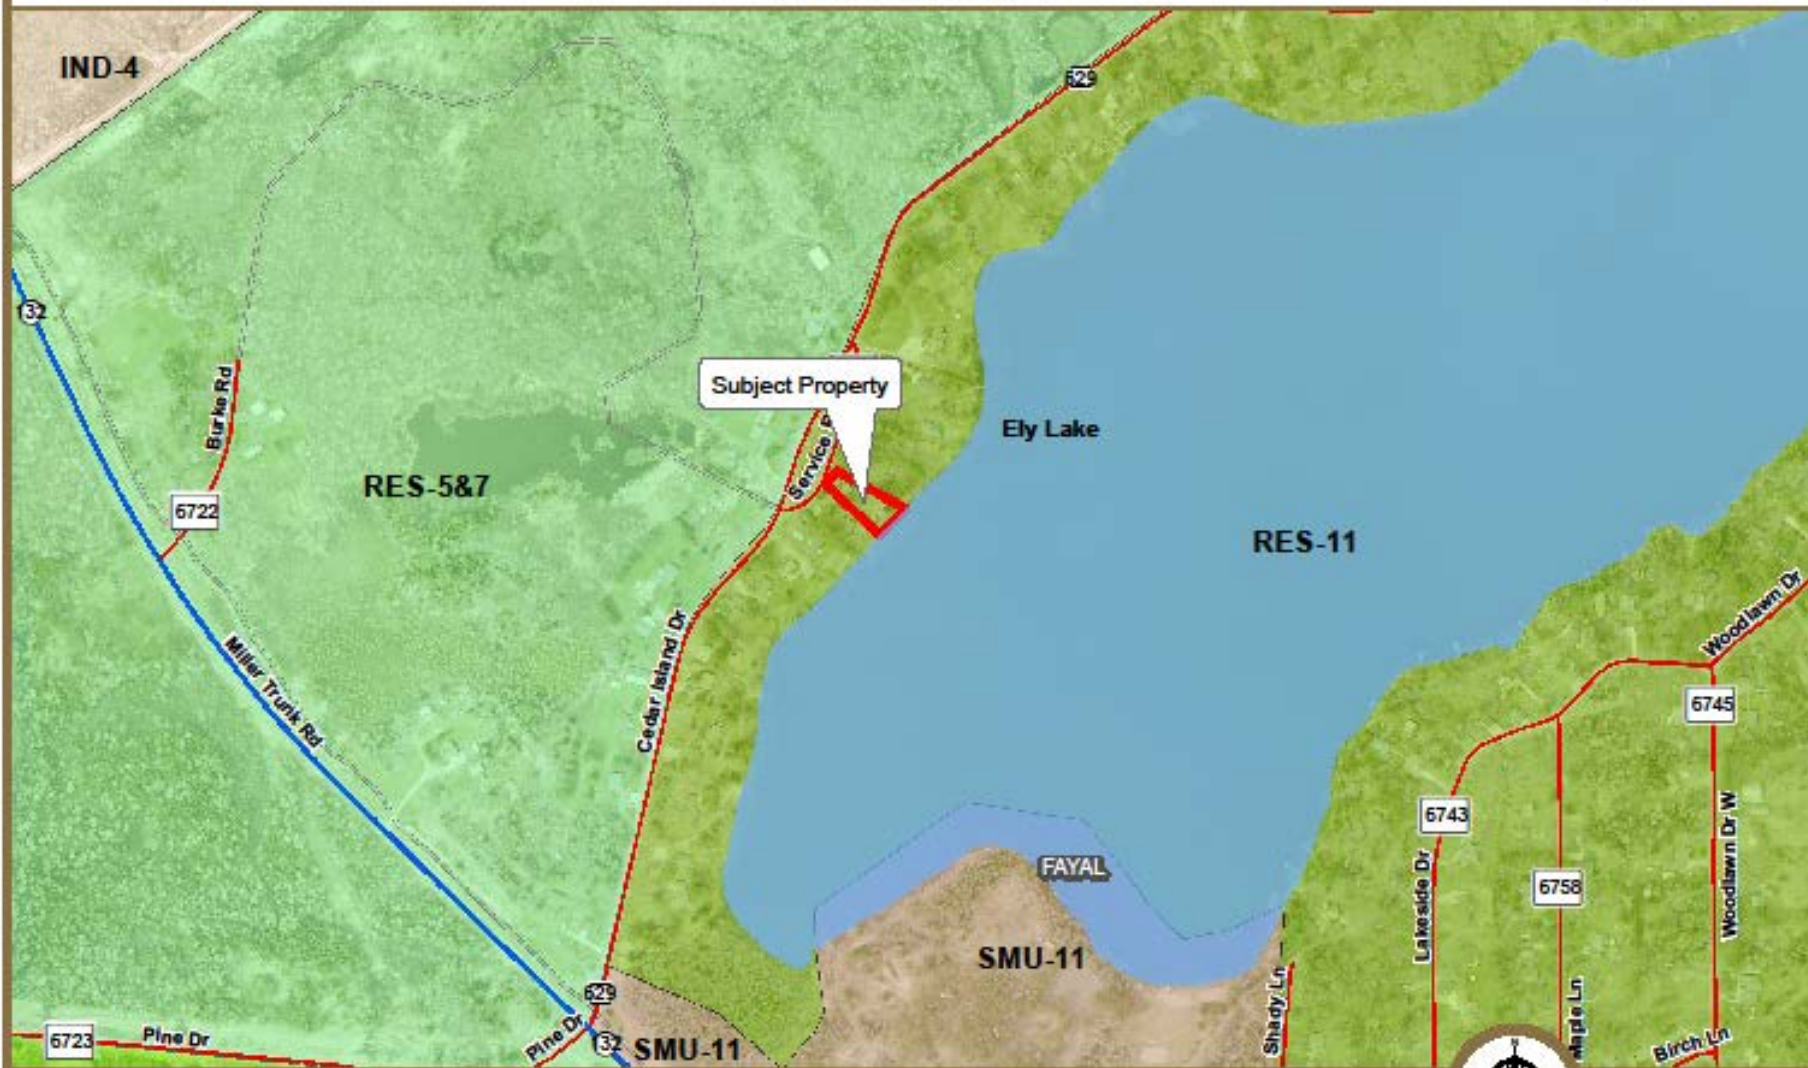 IND-4
629
132
Burke Rd
Subject Property
Service
Ely Lake
RES-5&7
6722
RES-11
Woodlawn Dr
Miller Trunk Rd
Cedar Island Dr
6745
6743
FAYAL
6758
Lakeside Dr
Woodlawn Dr W
SMU-11
Shady Ln
Maple Ln
629
6723
Pine Dr
Pine Dr
132
SMU-11
Birch Ln
N